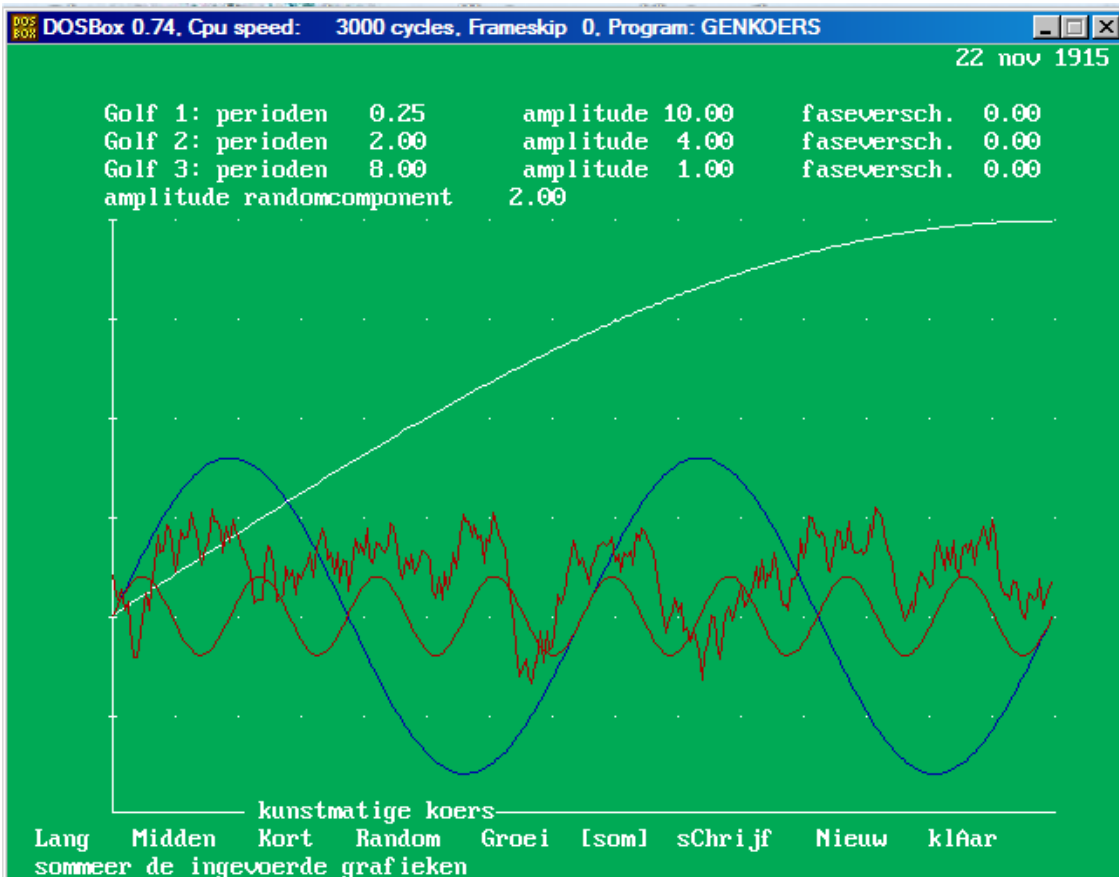 DOSBox 0.74, Cpu speed: 3000 cycles, Frameskip 0, Program: GENKOERS
22 nov 1915
Golf 1: perioden 0.25 amplitude 10.00 faseversch. 0.00
Golf 2: perioden 2.00 amplitude 4.00 faseversch. 0.00
Golf 3: perioden 8.00 amplitude 1.00 faseversch. 0.00
amplitude randomcomponent 2.00
kunstmatige koers
Lang Midden Kort Random Groei [som] sChrijf Nieuw klAar
sommeer de ingevoerde grafieken